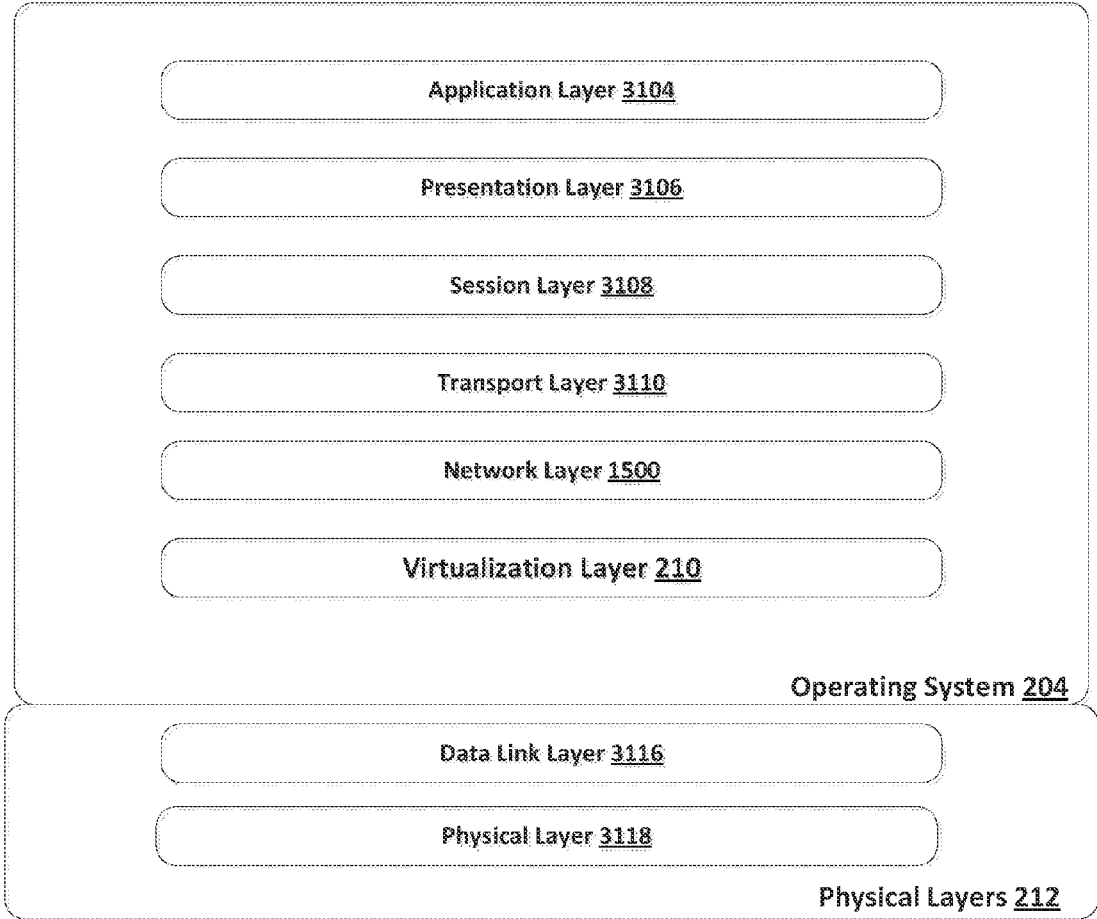 Application Layer 3104
Presentation Layer 3106
Session Layer 3108
Transport Layer 3110
Network Layer 1500
Virtualization Layer 210
Operating System 204
Data Link Layer 3116
Physical Layer 3118
Physical Layers 212